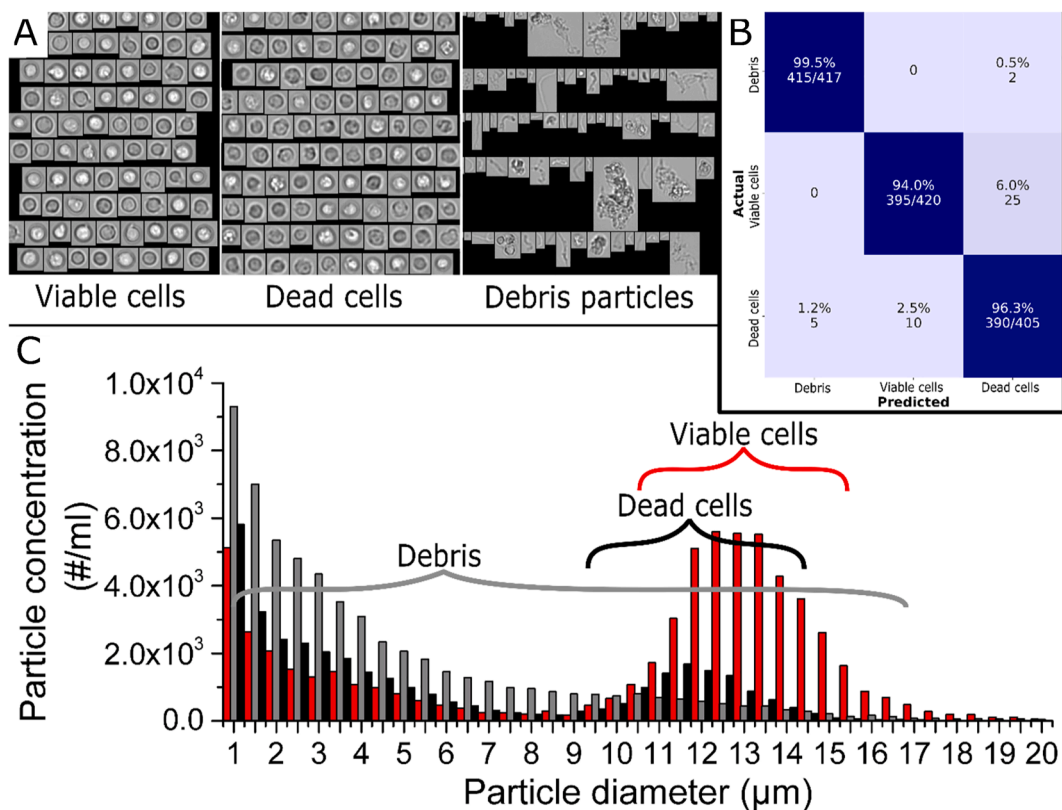 A
Viable cells
Dead cells
Debris particles
B
Actual
Debris
Viable cells
Dead cells
99.5%
415/417
0
0.5%
2
0
94.0%
395/420
6.0%
25
1.2%
5
2.5%
10
96.3%
390/405
Debris
Viable cells
Dead cells
Predicted
C
Particle concentration
(#/ml)
1.0x10⁴
8.0x10³
6.0x10³
4.0x10³
2.0x10³
0.0
Viable cells
Dead cells
Debris
1 2 3 4 5 6 7 8 9 10 11 12 13 14 15 16 17 18 19 20
Particle diameter (µm)